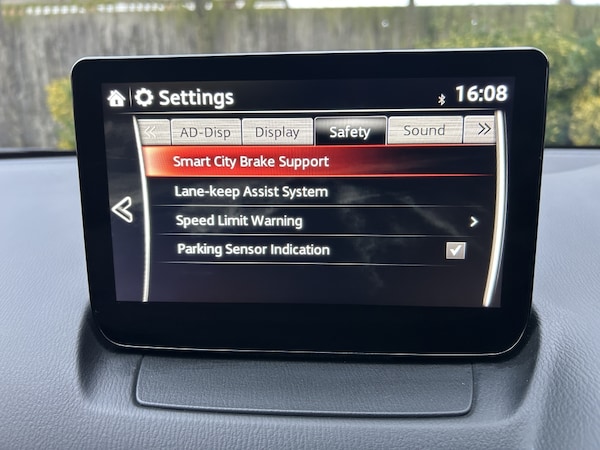 Settings 16:08
AD-Disp Display Safety Sound
Smart City Brake Support
Lane-keep Assist System
Speed Limit Warning
Parking Sensor Indication